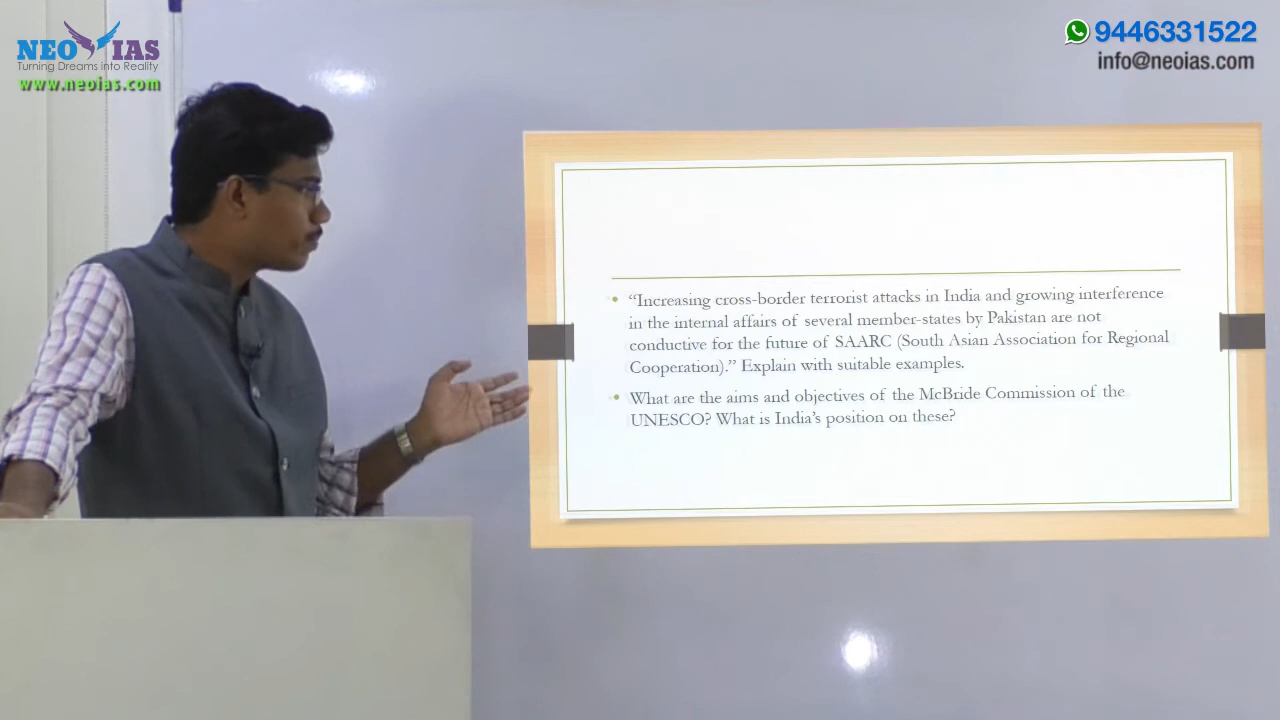 NEO IAS
Turning Dreams into Reality
www.neoias.com
9446331522
info@neoias.com
• “Increasing cross-border terrorist attacks in India and growing interference
in the internal affairs of several member-states by Pakistan are not
conductive for the future of SAARC (South Asian Association for Regional
Cooperation).” Explain with suitable examples.
• What are the aims and objectives of the McBride Commission of the
UNESCO? What is India’s position on these?